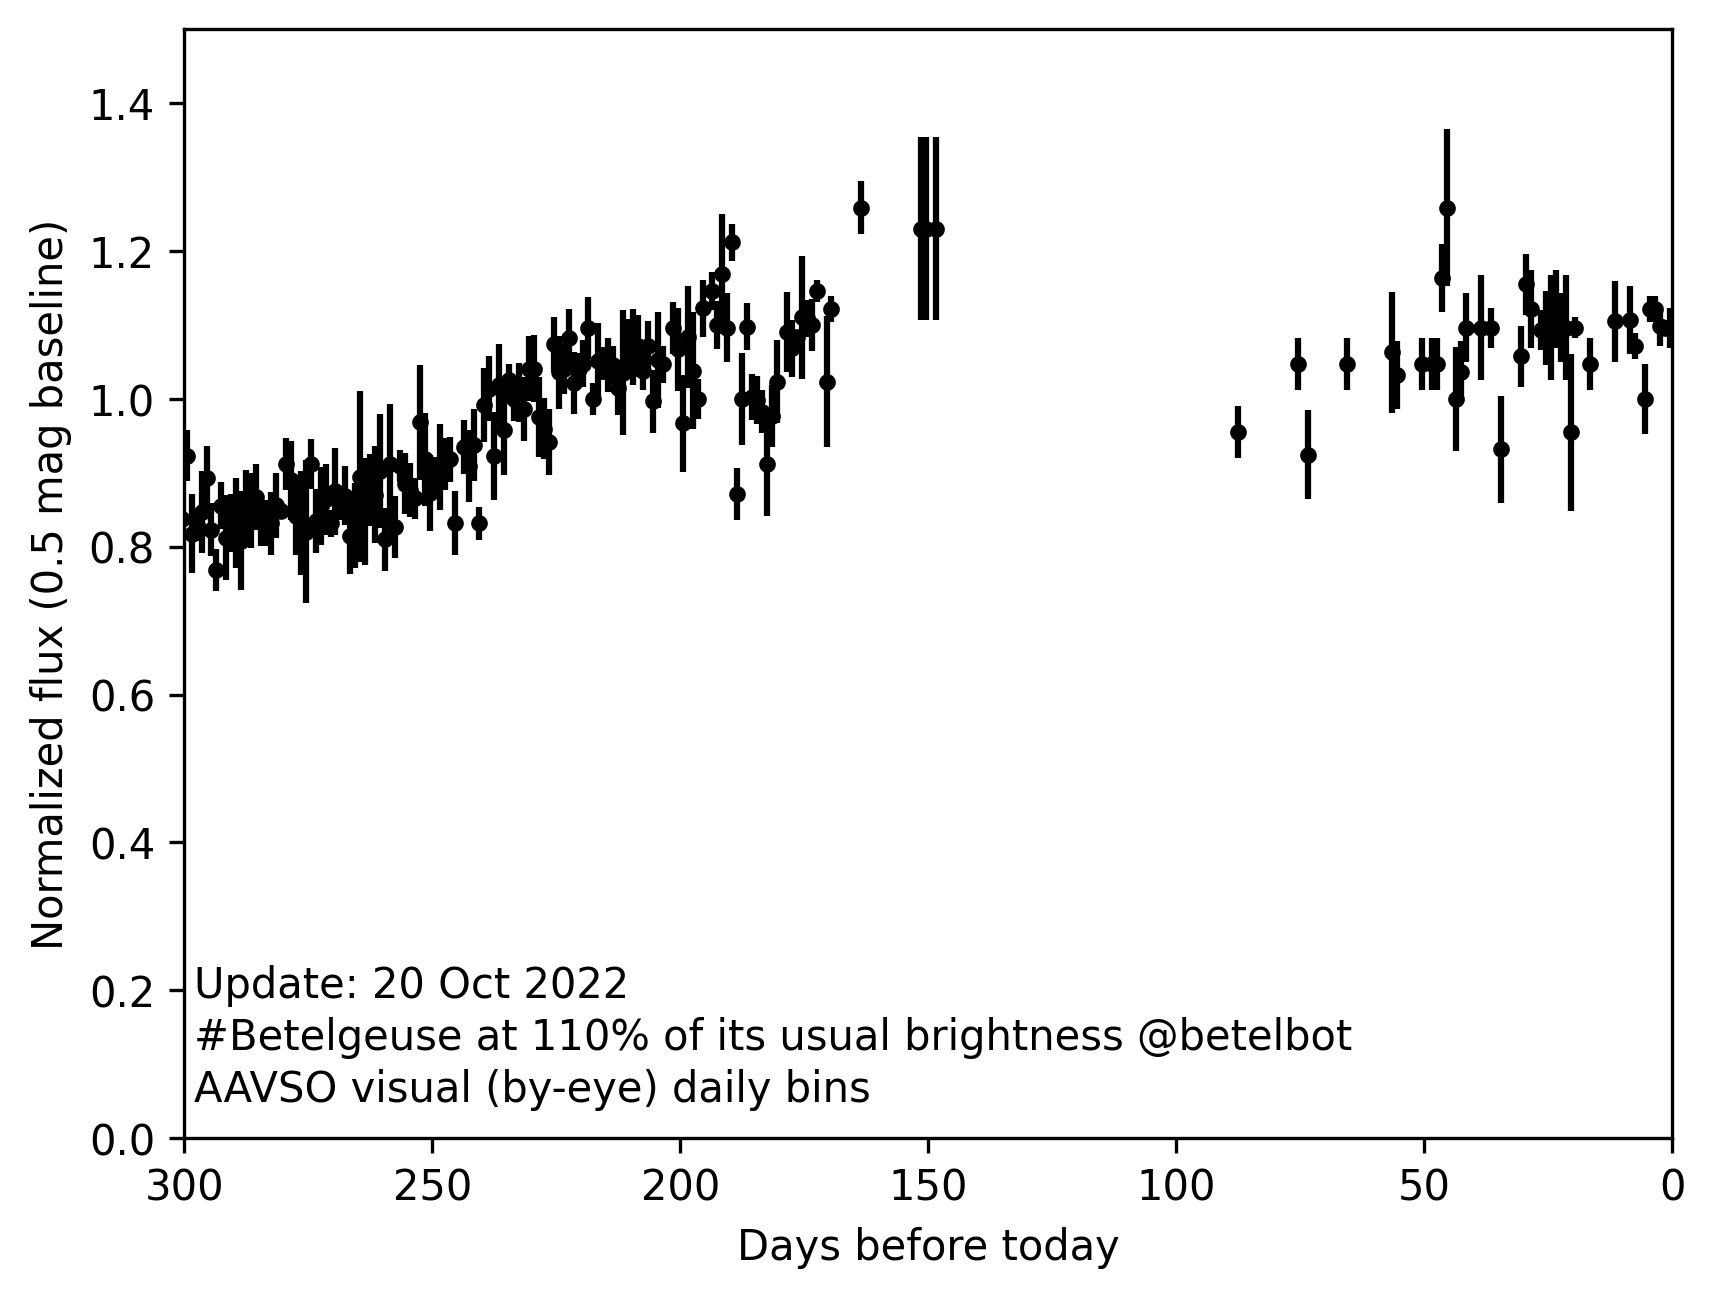 1.4
1.2
1.0
0.8
0.6
0.4
0.2
0.0
Normalized flux (0.5 mag baseline)
Update: 20 Oct 2022
#Betelgeuse at 110% of its usual brightness @betelbot
AAVSO visual (by-eye) daily bins
300 250 200 150 100 50 0
Days before today